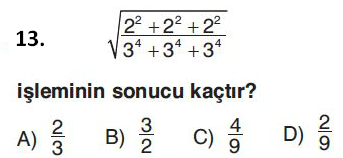 13. √((2² + 2² + 2²)/(3⁴ + 3⁴ + 3⁴))
işleminin sonucu kaçtır?
A) 2/3 B) 3/2 C) 4/9 D) 2/9